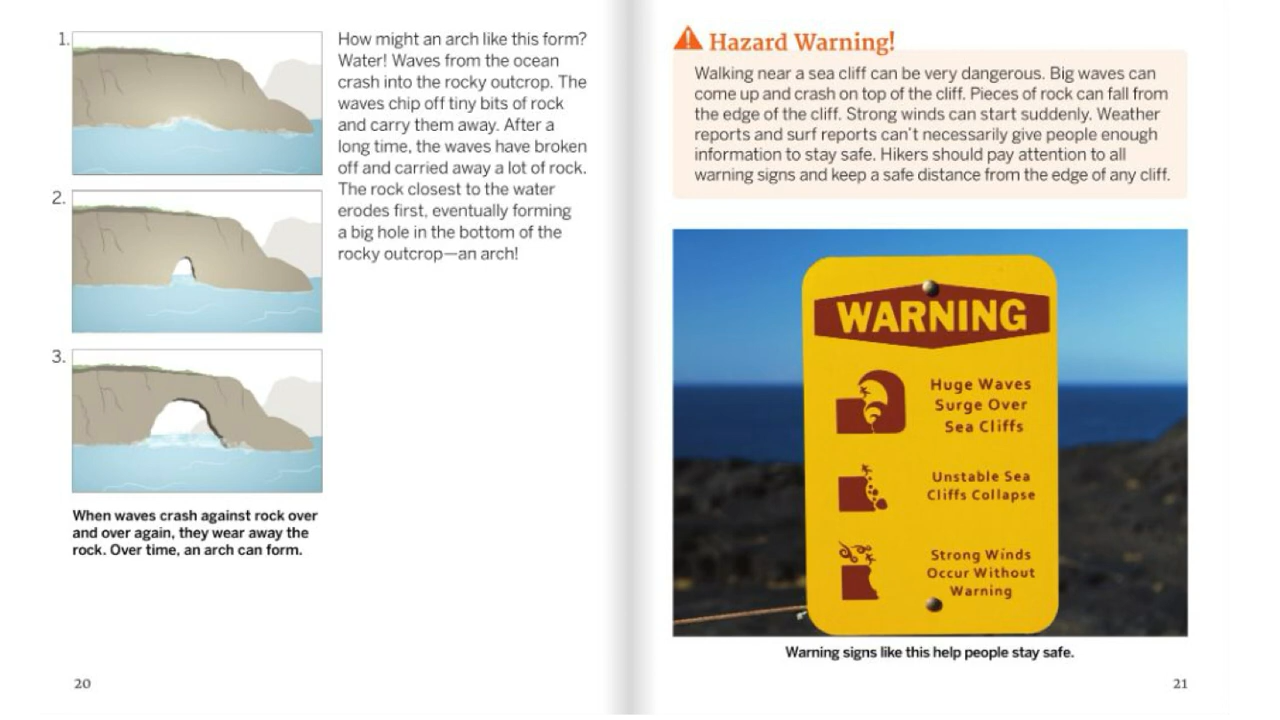 1.
2.
3.
How might an arch like this form?
Water! Waves from the ocean
crash into the rocky outcrop. The
waves chip off tiny bits of rock
and carry them away. After a
long time, the waves have broken
off and carried away a lot of rock.
The rock closest to the water
erodes first, eventually forming
a big hole in the bottom of the
rocky outcrop—an arch!
When waves crash against rock over
and over again, they wear away the
rock. Over time, an arch can form.
20
Hazard Warning!
Walking near a sea cliff can be very dangerous. Big waves can
come up and crash on top of the cliff. Pieces of rock can fall from
the edge of the cliff. Strong winds can start suddenly. Weather
reports and surf reports can't necessarily give people enough
information to stay safe. Hikers should pay attention to all
warning signs and keep a safe distance from the edge of any cliff.
WARNING
Huge Waves
Surge Over
Sea Cliffs
Unstable Sea
Cliffs Collapse
Strong Winds
Occur Without
Warning
Warning signs like this help people stay safe.
21